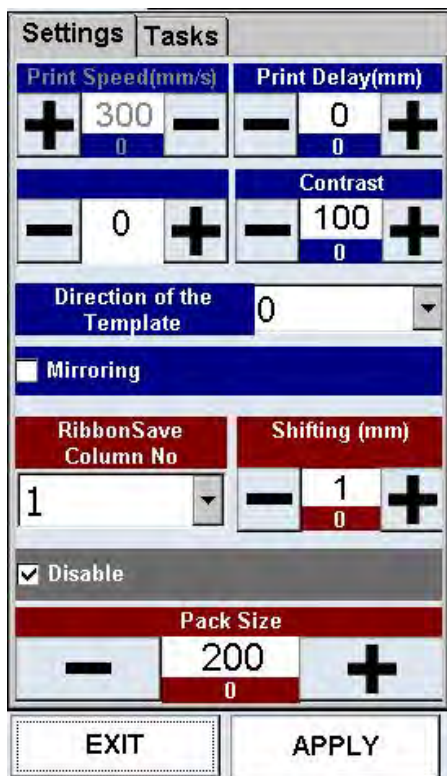 Settings Tasks
Print Speed(mm/s) Print Delay(mm)
300 0
0 0
Contrast
0 100
0
Direction of the
Template
0
Mirroring
RibbonSave
Column No
Shifting (mm)
1 1
0
Disable
Pack Size
200
0
EXIT APPLY